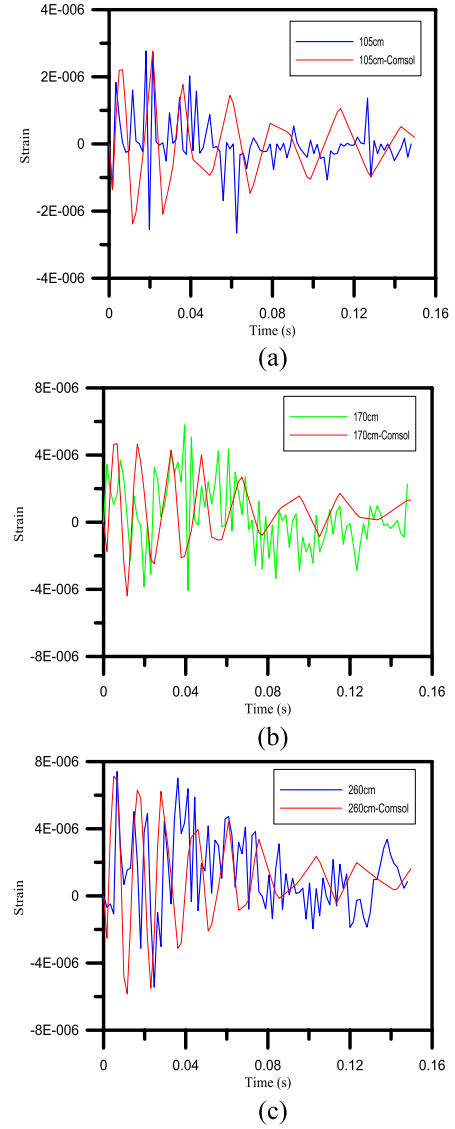 4E-006
2E-006
0
-2E-006
-4E-006
Strain
105cm
105cm-Comsol
0 0.04 0.08 0.12 0.16
Time (s)
(a)
8E-006
4E-006
0
-4E-006
-8E-006
Strain
170cm
170cm-Comsol
0 0.04 0.08 0.12 0.16
Time (s)
(b)
8E-006
4E-006
0
-4E-006
-8E-006
Strain
260cm
260cm-Comsol
0 0.04 0.08 0.12 0.16
Time (s)
(c)